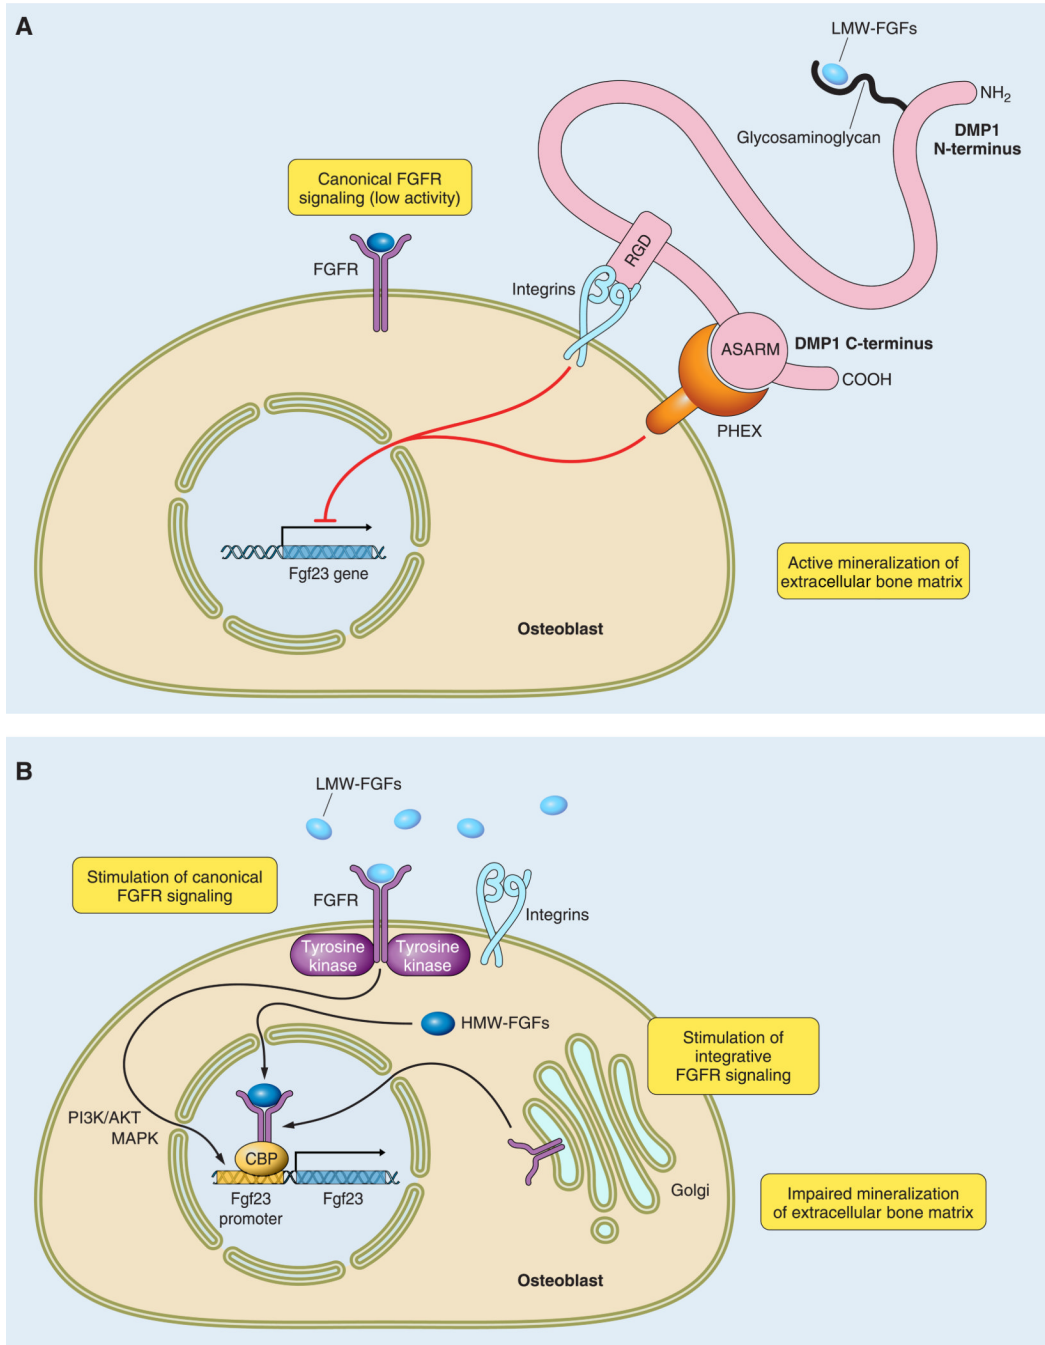 A
LMW-FGFs
NH2
Glycosaminoglycan
DMP1
N-terminus
Canonical FGFR
signaling (low activity)
FGFR
RGD
Integrins
ASARM
DMP1 C-terminus
COOH
PHEX
Fgf23 gene
Active mineralization of
extracellular bone matrix
Osteoblast
B
LMW-FGFs
Stimulation of canonical
FGFR signaling
FGFR
Integrins
Tyrosine
kinase
Tyrosine
kinase
HMW-FGFs
Stimulation of
integrative
FGFR signaling
PI3K/AKT
MAPK
CBP
Fgf23
promoter
Fgf23
Golgi
Impaired mineralization
of extracellular bone matrix
Osteoblast